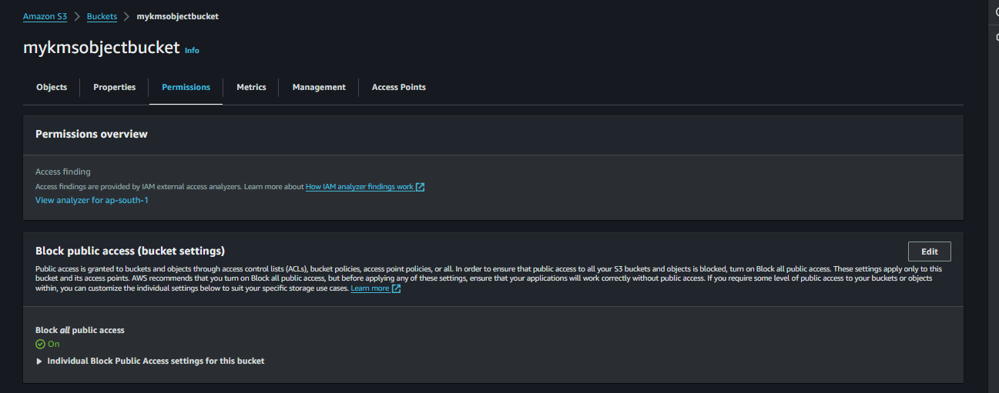 Amazon S3 > Buckets > mykmsobjectbucket
mykmsobjectbucket Info
Objects Properties Permissions Metrics Management Access Points
Permissions overview
Access finding
Access findings are provided by IAM external access analyzers. Learn more about How IAM analyzer findings work
View analyzer for ap-south-1
Block public access (bucket settings)
Edit
Public access is granted to buckets and objects through access control lists (ACLs), bucket policies, access point policies, or all. In order to ensure that public access to all your S3 buckets and objects is blocked, turn on Block all public access. These settings apply only to this
bucket and its access points. AWS recommends that you turn on Block all public access, but before applying any of these settings, ensure that your applications will work correctly without public access. If you require some level of public access to your buckets or objects
within, you can customize the individual settings below to suit your specific storage use cases. Learn more
Block all public access
On
Individual Block Public Access settings for this bucket